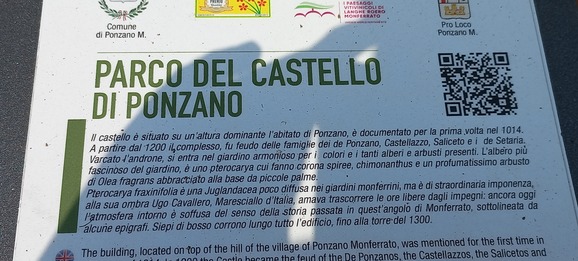 Comune
di Ponzano M.
I PAESAGGI
VITIVINICOLI DI
LANGHE ROERO
MONFERRATO
Pro Loco
Ponzano M.
PARCO DEL CASTELLO
DI PONZANO
Il castello è situato su un'altura dominante l'abitato di Ponzano, è documentato per la prima volta nel 1014.
A partire dal 1200 il complesso, fu feudo delle famiglie dei de Ponzano, Castellazzo, Saliceto e i de Setaria.
Varcato l'androne, si entra nel giardino armonioso per i colori e i tanti alberi e arbusti presenti. L'albero più
fascinoso del giardino, è uno pterocarya cui fanno corona spiree, chimonanthus e un profumatissimo arbusto
di Olea fragrans abbracciato alla base da piccole palme.
Pterocarya fraxinifolia è una Juglandacea poco diffusa nei giardini monferrini, ma è di straordinaria imponenza,
alla sua ombra Ugo Cavallero, Maresciallo d'Italia, amava trascorrere le ore libere dagli impegni: ancora oggi
l'atmosfera intorno è soffusa del senso della storia passata in quest'angolo di Monferrato, sottolineata da
alcune epigrafi. Siepi di bosso corrono lungo tutto l'edificio, fino alla torre del 1300.
The building, located on top of the hill of the village of Ponzano Monferrato, was mentioned for the first time in
the Castle became the feud of the De Ponzanos, the Castellazzos, the Salicetos and